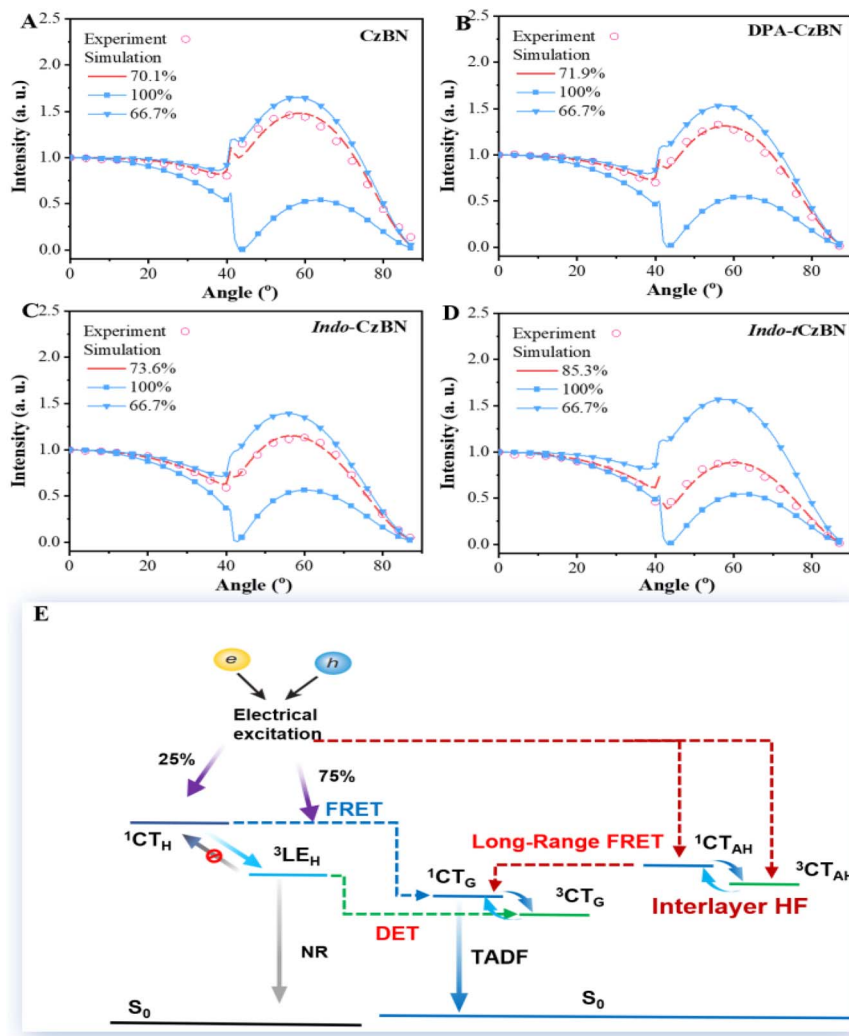 A
CzBN
Experiment
Simulation
70.1%
100%
66.7%
2.5
2.0
1.5
1.0
0.5
0.0
Intensity (a. u.)
0 20 40 60 80
Angle (°)
B
DPA-CzBN
Experiment
Simulation
71.9%
100%
66.7%
2.5
2.0
1.5
1.0
0.5
0.0
Intensity (a. u.)
0 20 40 60 80
Angle (°)
C
Indo-CzBN
Experiment
Simulation
73.6%
100%
66.7%
2.5
2.0
1.5
1.0
0.5
0.0
Intensity (a. u.)
0 20 40 60 80
Angle (°)
D
Indo-tCzBN
Experiment
Simulation
85.3%
100%
66.7%
2.5
2.0
1.5
1.0
0.5
0.0
Intensity (a. u.)
0 20 40 60 80
Angle (°)
E
e h
Electrical
excitation
25%
75%
FRET
¹CT_H
³LE_H
Long-Range FRET
¹CT_AH
³CT_AH
¹CT_G
³CT_G
Interlayer HF
DET
NR
TADF
S₀
S₀